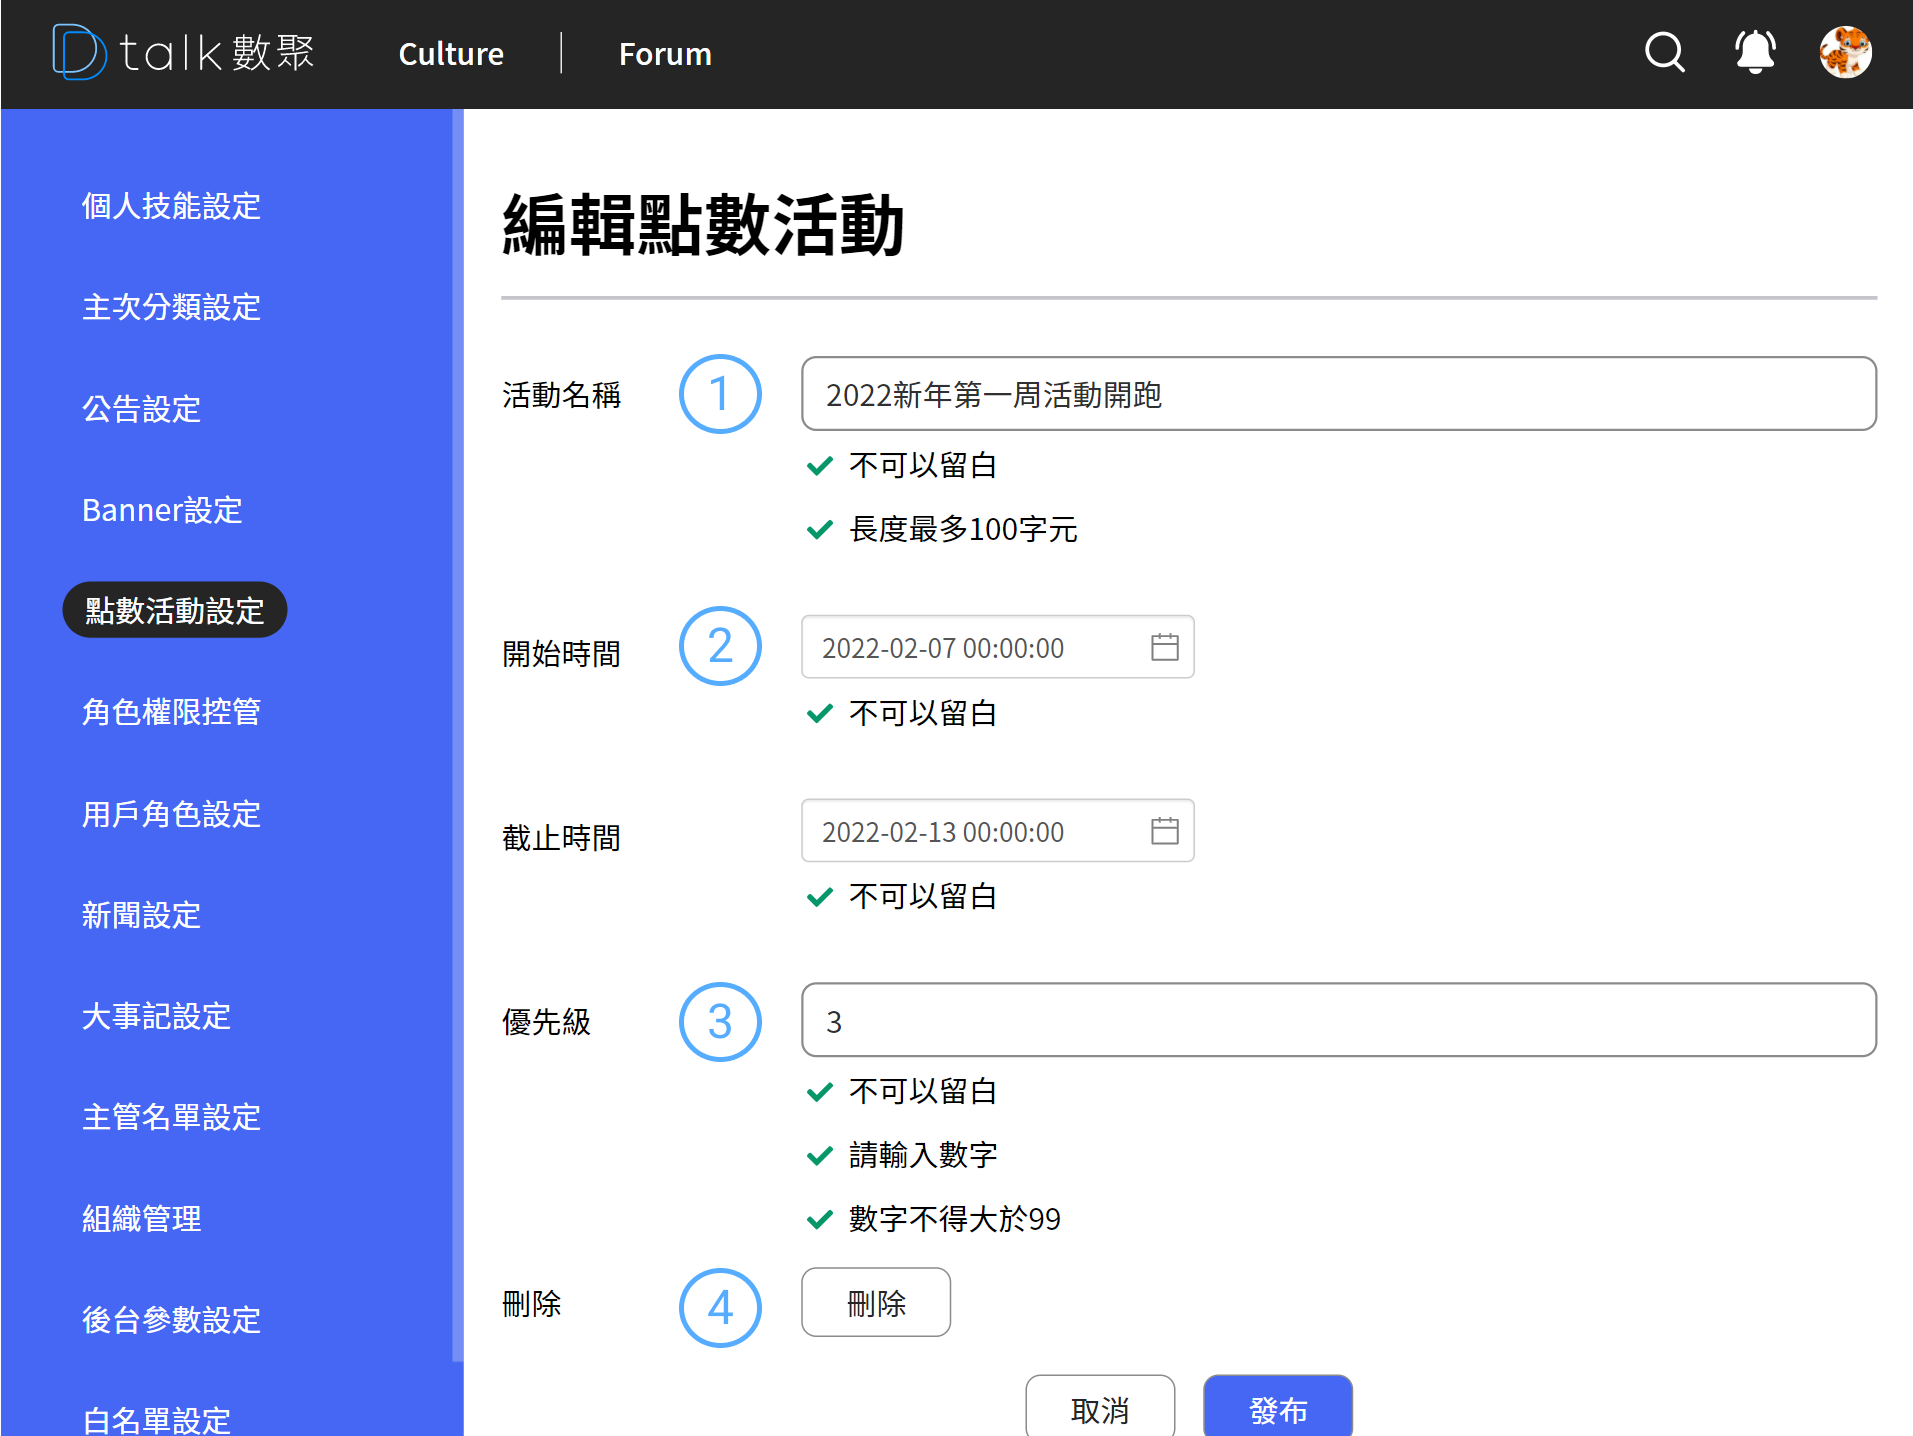 Dtalk數聚
Culture
Forum
個人技能設定
主次分類設定
公告設定
Banner設定
點數活動設定
角色權限控管
用戶角色設定
新聞設定
大事記設定
主管名單設定
組織管理
後台參數設定
白名單設定
編輯點數活動
活動名稱
1
2022新年第一周活動開跑
不可以留白
長度最多100字元
開始時間
2
2022-02-07 00:00:00
不可以留白
截止時間
2022-02-13 00:00:00
不可以留白
優先級
3
3
不可以留白
請輸入數字
數字不得大於99
刪除
4
刪除
取消
發布